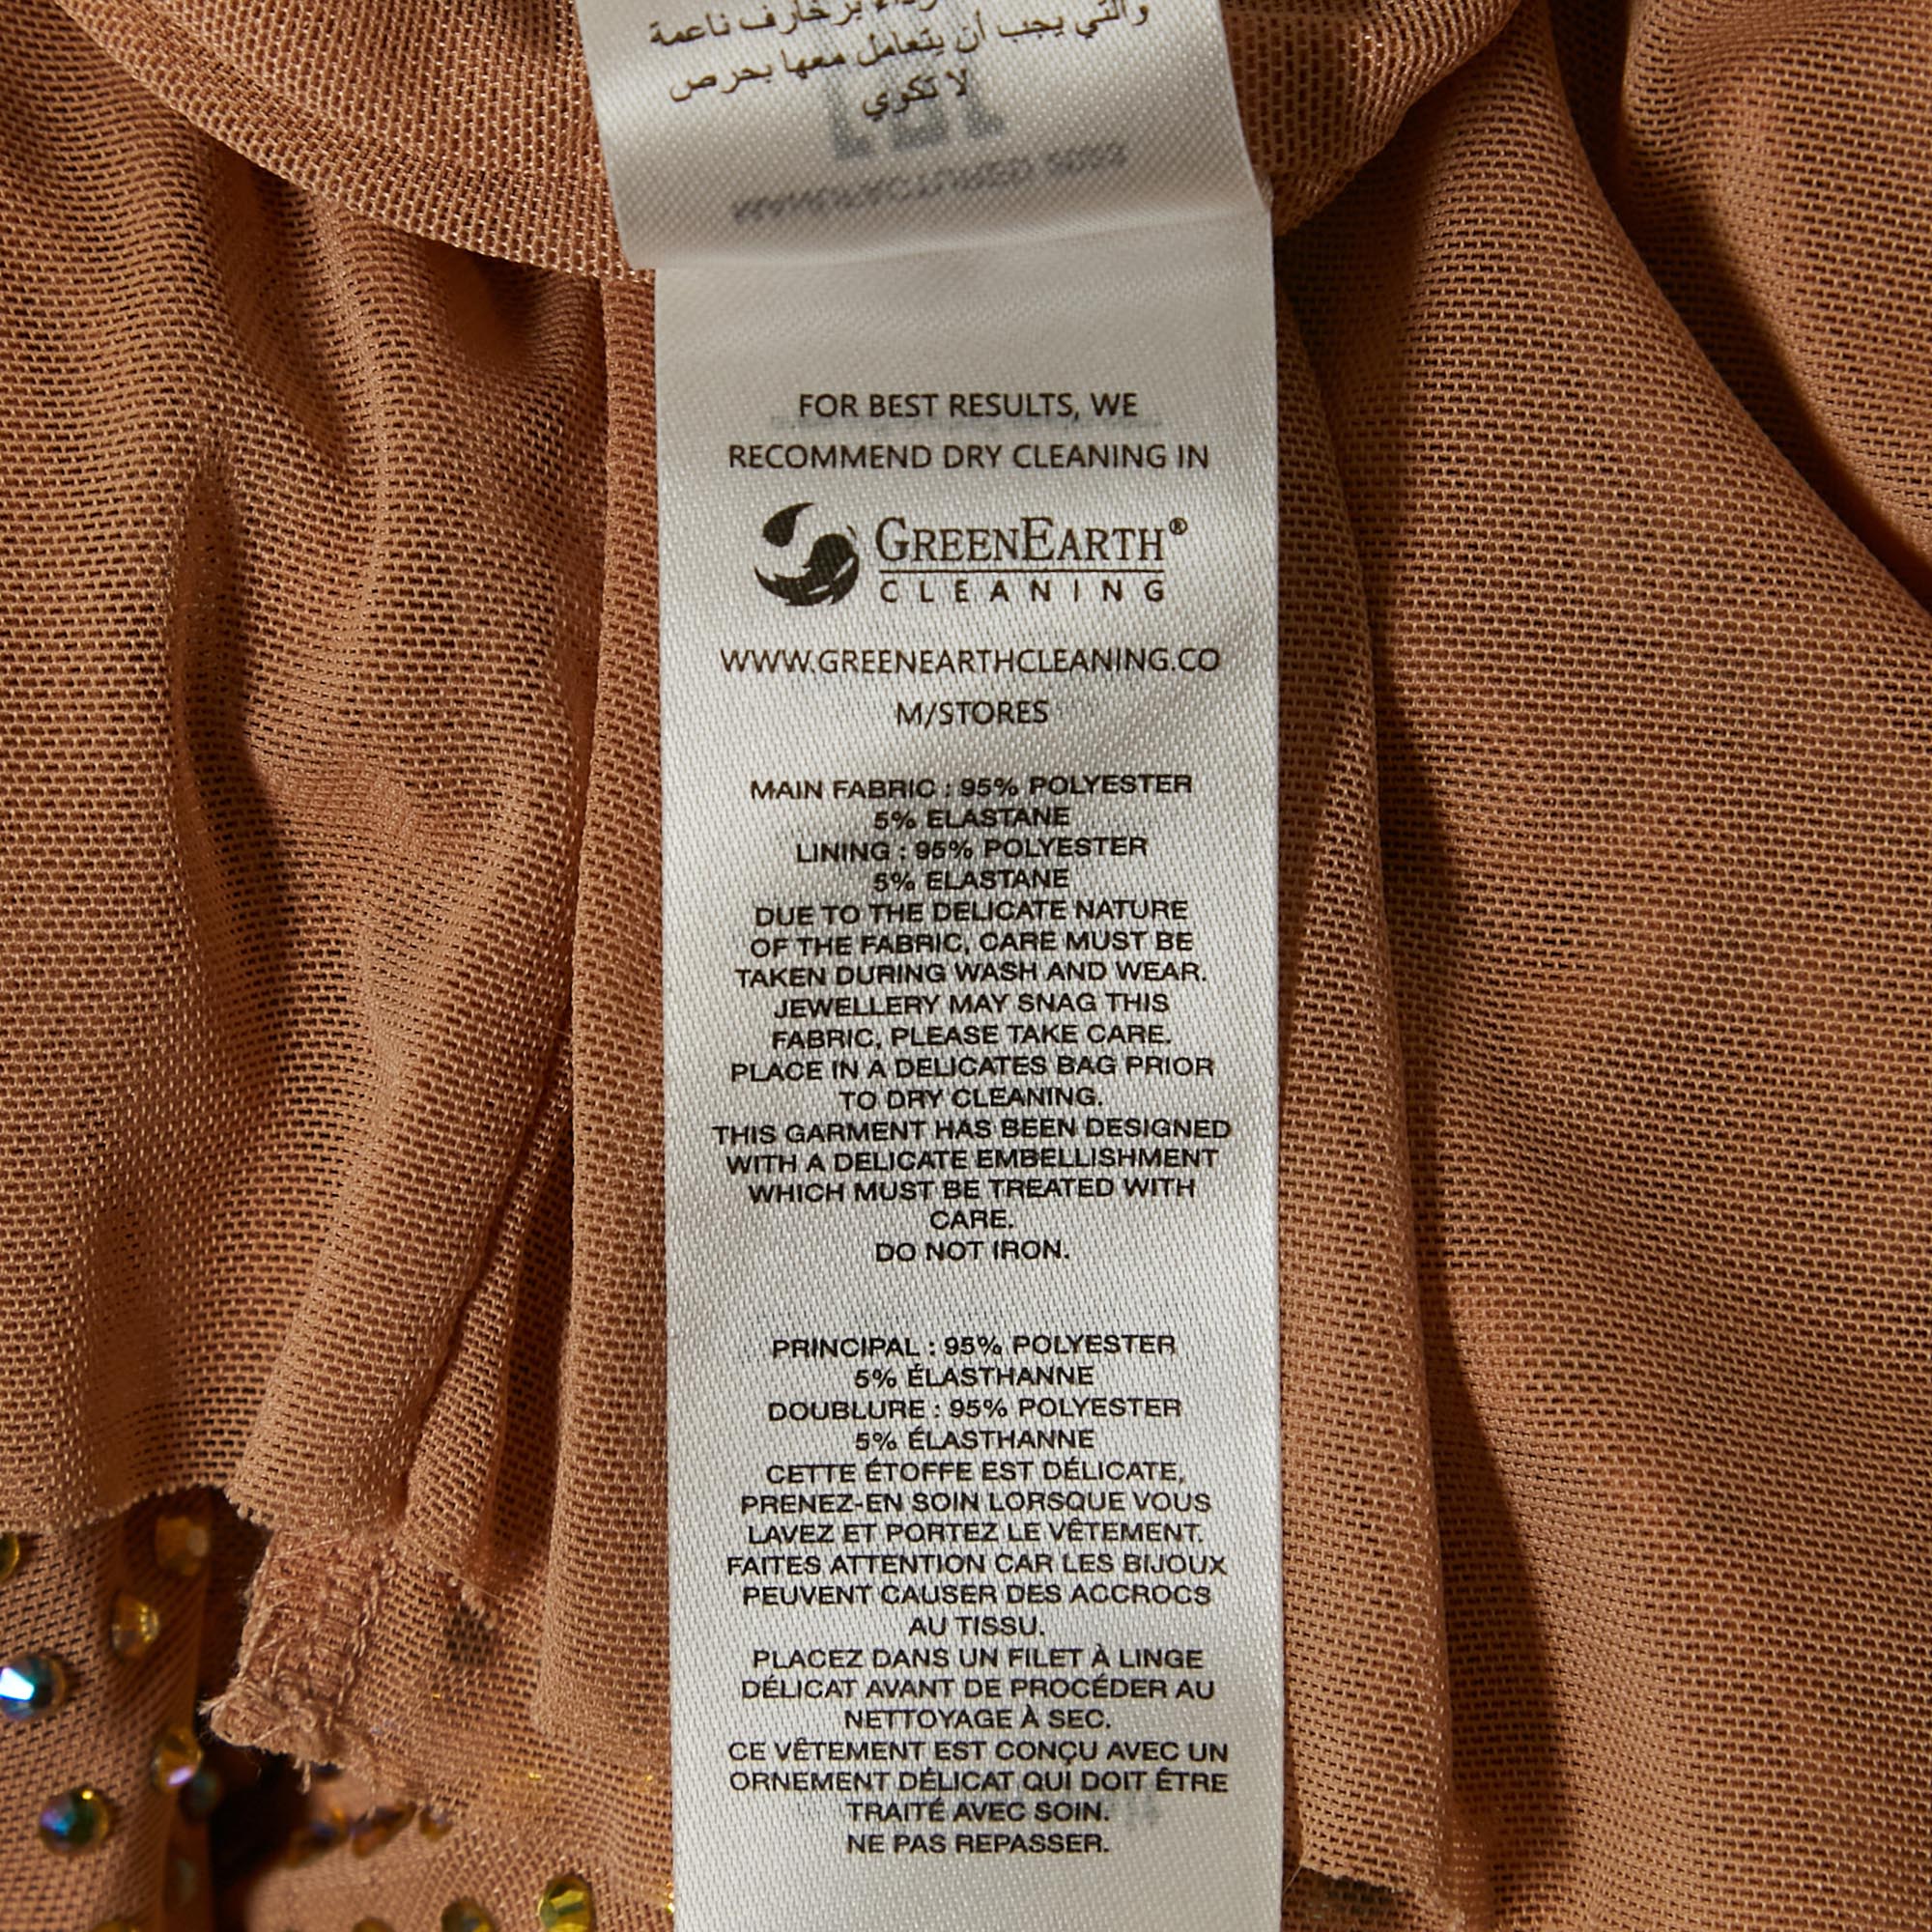 برخارف ناعمة
والتي يجب أن يتعامل معها بحرص
لا تكوي
FOR BEST RESULTS, WE
RECOMMEND DRY CLEANING IN
GREENEARTH®
CLEANING
WWW.GREENEARTHCLEANING.CO
M/STORES
MAIN FABRIC : 95% POLYESTER
5% ELASTANE
LINING : 95% POLYESTER
5% ELASTANE
DUE TO THE DELICATE NATURE
OF THE FABRIC, CARE MUST BE
TAKEN DURING WASH AND WEAR.
JEWELLERY MAY SNAG THIS
FABRIC, PLEASE TAKE CARE.
PLACE IN A DELICATES BAG PRIOR
TO DRY CLEANING.
THIS GARMENT HAS BEEN DESIGNED
WITH A DELICATE EMBELLISHMENT
WHICH MUST BE TREATED WITH
CARE.
DO NOT IRON.
PRINCIPAL : 95% POLYESTER
5% ÉLASTHANNE
DOUBLURE : 95% POLYESTER
5% ÉLASTHANNE
CETTE ÉTOFFE EST DÉLICATE,
PRENEZ-EN SOIN LORSQUE VOUS
LAVEZ ET PORTEZ LE VÊTEMENT.
FAITES ATTENTION CAR LES BIJOUX
PEUVENT CAUSER DES ACCROCS
AU TISSU.
PLACEZ DANS UN FILET À LINGE
DÉLICAT AVANT DE PROCÉDER AU
NETTOYAGE À SEC.
CE VÊTEMENT EST CONÇU AVEC UN
ORNEMENT DÉLICAT QUI DOIT ÊTRE
TRAITÉ AVEC SOIN.
NE PAS REPASSER.